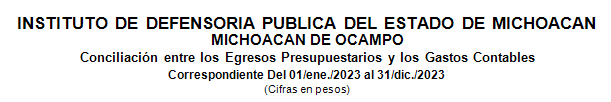 INSTITUTO DE DEFENSORIA PUBLICA DEL ESTADO DE MICHOACAN
MICHOACAN DE OCAMPO
Conciliación entre los Egresos Presupuestarios y los Gastos Contables
Correspondiente Del 01/ene./2023 al 31/dic./2023
(Cifras en pesos)